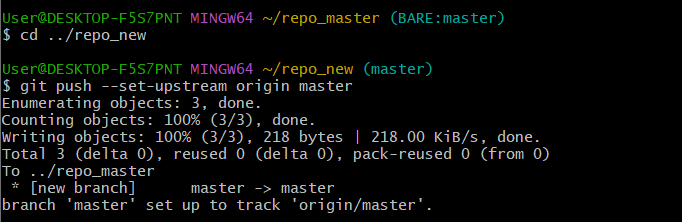 User@DESKTOP-F5S7PNT MINGW64 ~/repo_master (BARE:master)
$ cd ../repo_new
User@DESKTOP-F5S7PNT MINGW64 ~/repo_new (master)
$ git push --set-upstream origin master
Enumerating objects: 3, done.
Counting objects: 100% (3/3), done.
Writing objects: 100% (3/3), 218 bytes | 218.00 KiB/s, done.
Total 3 (delta 0), reused 0 (delta 0), pack-reused 0 (from 0)
To ../repo_master
 * [new branch]      master -> master
branch 'master' set up to track 'origin/master'.